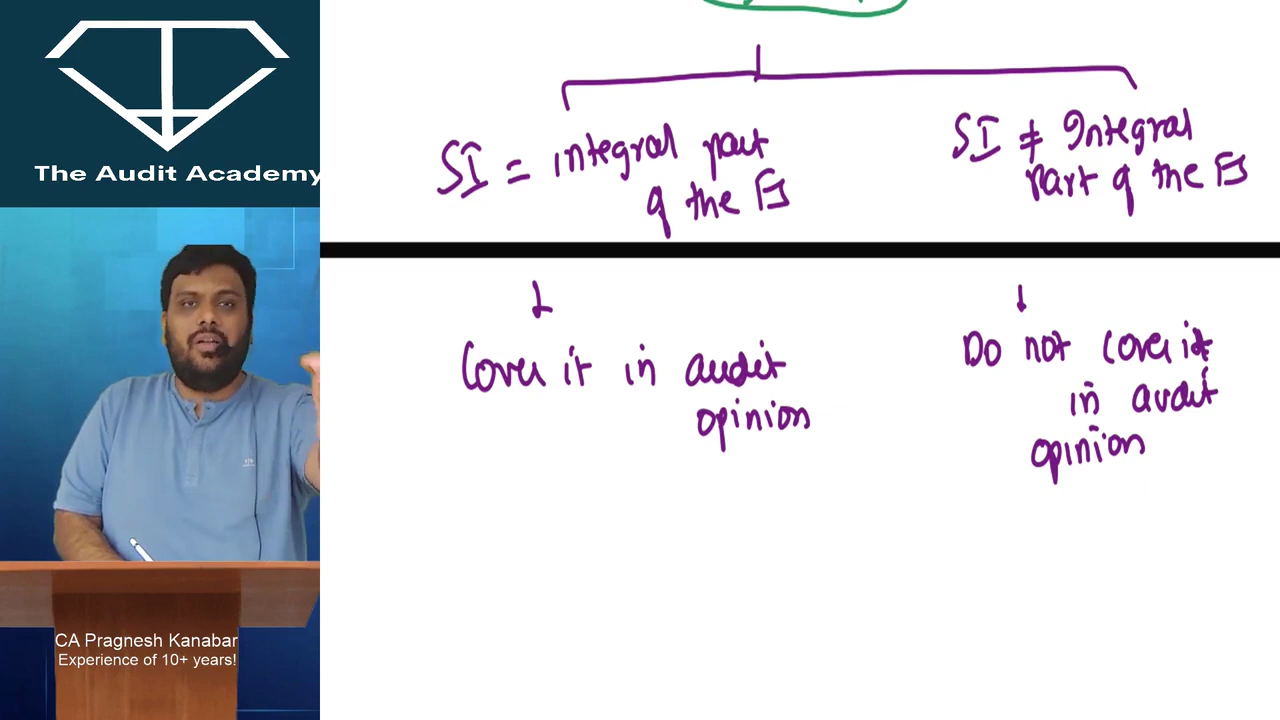 The Audit Academy
SI = integral part
of the FS
SI ≠ Integral
part of the FS
Cover it in audit
opinion
Do not cover it
in audit
opinion
CA Pragnesh Kanabar
Experience of 10+ years!